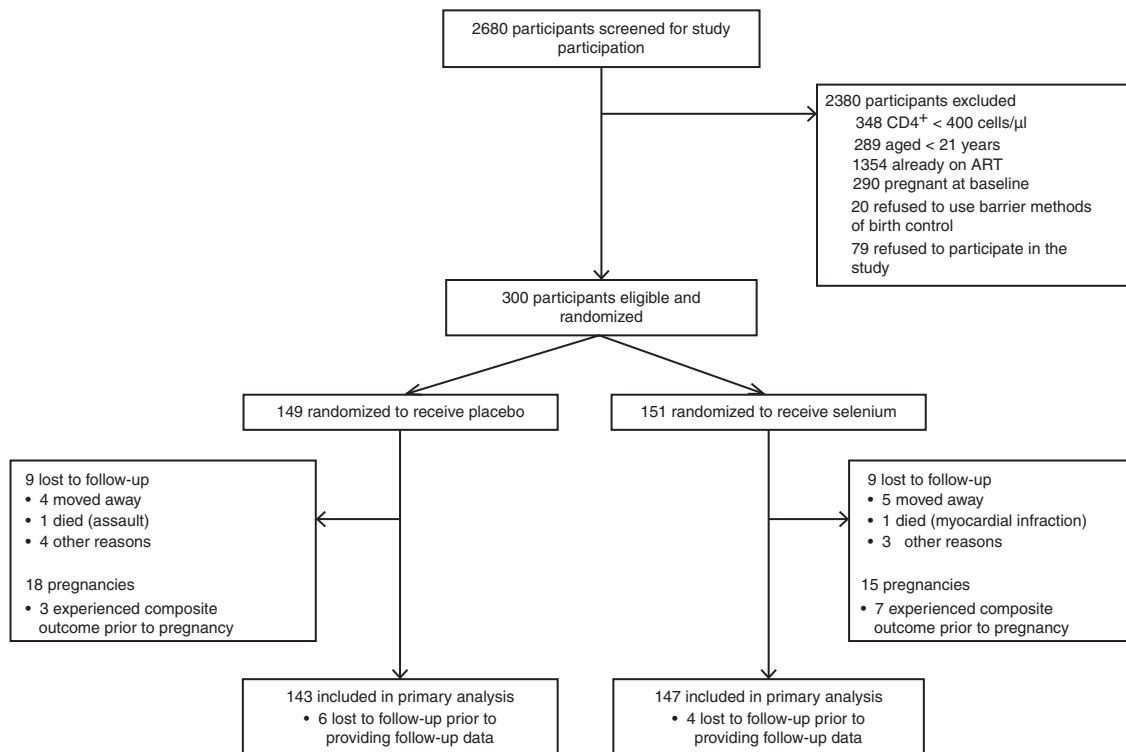 2680 participants screened for study
participation
2380 participants excluded
348 CD4+ < 400 cells/µl
289 aged < 21 years
1354 already on ART
290 pregnant at baseline
20 refused to use barrier methods
of birth control
79 refused to participate in the
study
300 participants eligible and
randomized
149 randomized to receive placebo
151 randomized to receive selenium
9 lost to follow-up
• 4 moved away
• 1 died (assault)
• 4 other reasons
18 pregnancies
• 3 experienced composite
outcome prior to pregnancy
9 lost to follow-up
• 5 moved away
• 1 died (myocardial infraction)
• 3 other reasons
15 pregnancies
• 7 experienced composite
outcome prior to pregnancy
143 included in primary analysis
• 6 lost to follow-up prior to
providing follow-up data
147 included in primary analysis
• 4 lost to follow-up prior to
providing follow-up data